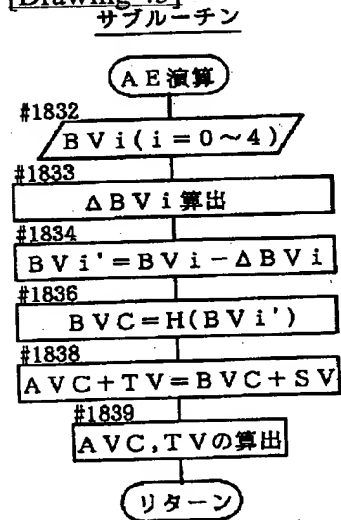 サブルーチン
AE演算
#1832
BVi(i=0~4)
#1833
ΔBVi算出
#1834
BVi'=BVi-ΔBVi
#1836
BVC=H(BVi')
#1838
AVC+TV=BVC+SV
#1839
AVC,TVの算出
リターン